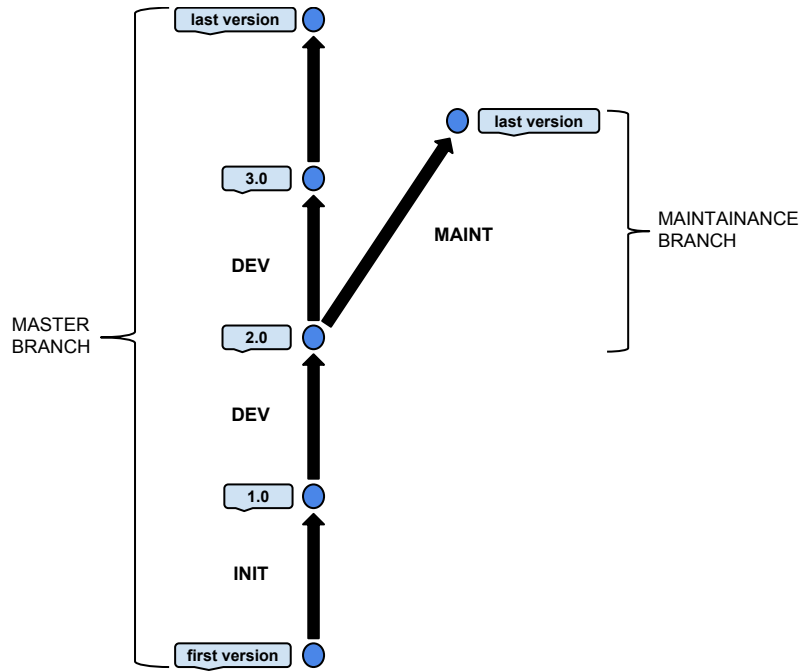 last version
last version
3.0
MAINT
MAINTAINANCE
BRANCH
DEV
MASTER
BRANCH
2.0
DEV
1.0
INIT
first version